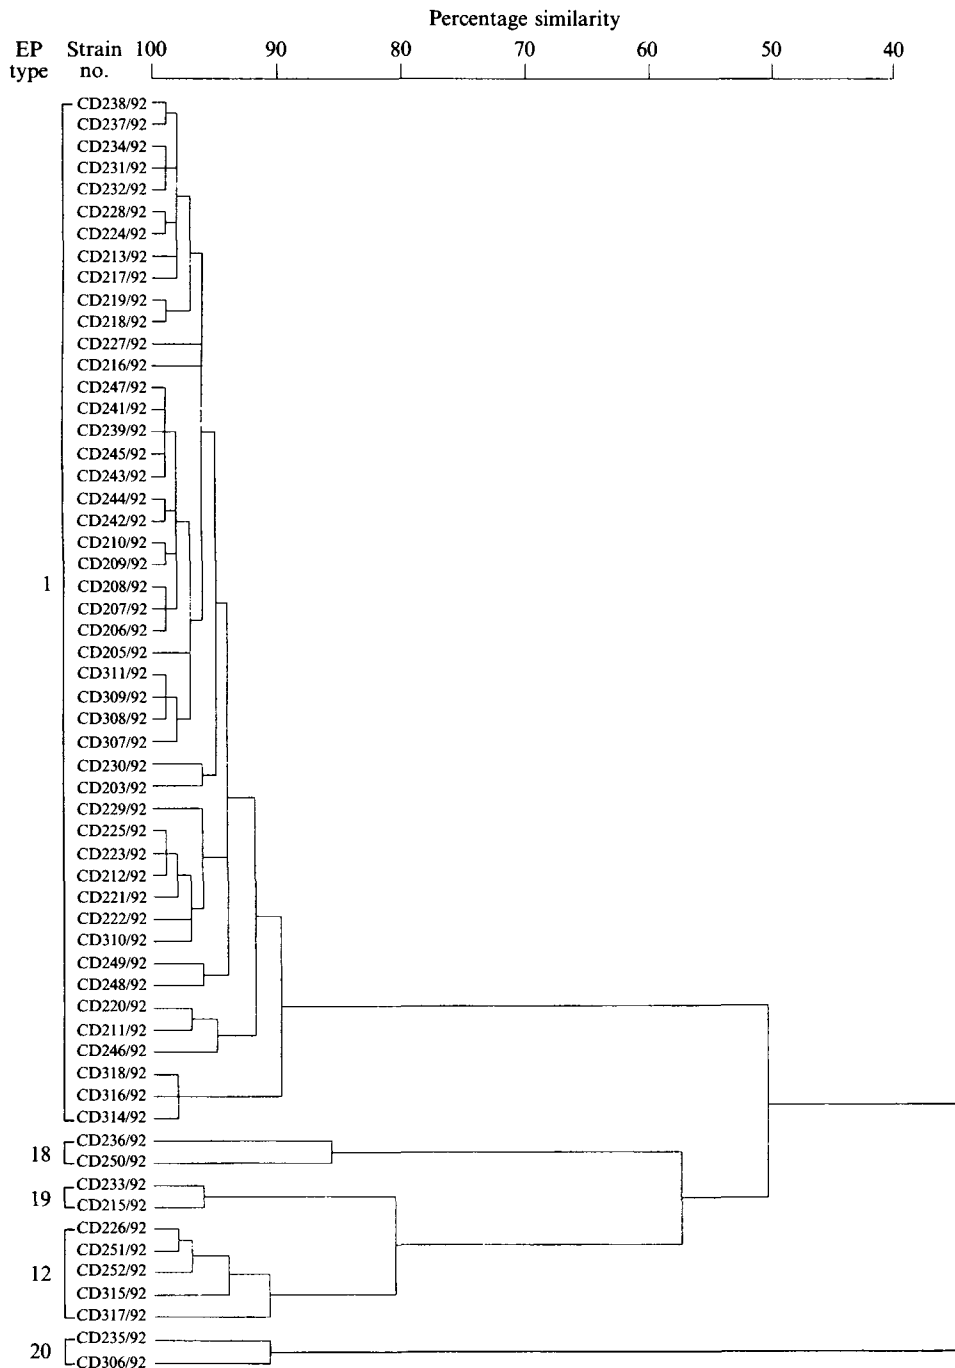 Percentage similarity
EP Strain 100 90 80 70 60 50 40
type no.
CD238/92
CD237/92
CD234/92
CD231/92
CD232/92
CD228/92
CD224/92
CD213/92
CD217/92
CD219/92
CD218/92
CD227/92
CD216/92
CD247/92
CD241/92
CD239/92
CD245/92
CD243/92
CD244/92
CD242/92
CD210/92
CD209/92
1
CD208/92
CD207/92
CD206/92
CD205/92
CD311/92
CD309/92
CD308/92
CD307/92
CD230/92
CD203/92
CD229/92
CD225/92
CD223/92
CD212/92
CD221/92
CD222/92
CD310/92
CD249/92
CD248/92
CD220/92
CD211/92
CD246/92
CD318/92
CD316/92
CD314/92
CD236/92
18
CD250/92
CD233/92
19
CD215/92
CD226/92
CD251/92
12
CD252/92
CD315/92
CD317/92
CD235/92
20
CD306/92